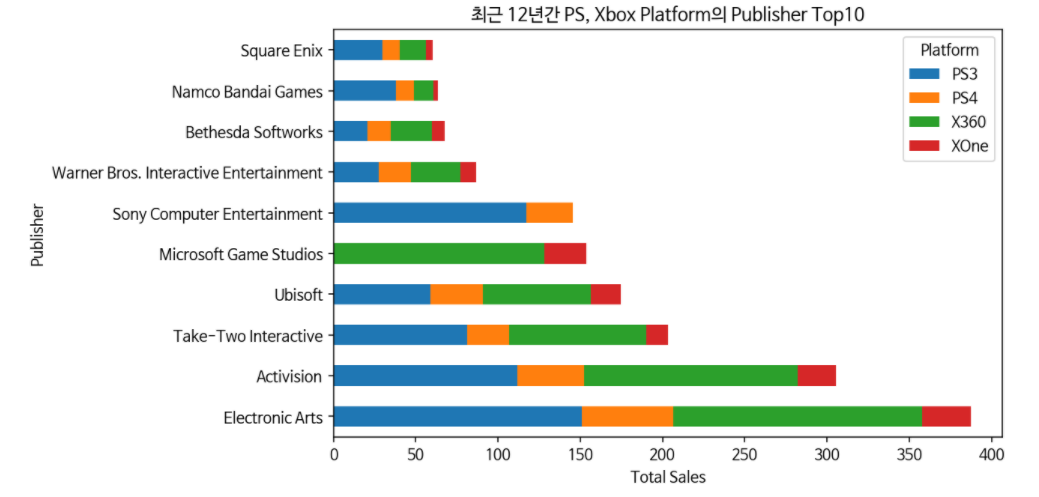 최근 12년간 PS, Xbox Platform의 Publisher Top10
Platform
PS3
PS4
X360
XOne
Publisher
Square Enix
Namco Bandai Games
Bethesda Softworks
Warner Bros. Interactive Entertainment
Sony Computer Entertainment
Microsoft Game Studios
Ubisoft
Take-Two Interactive
Activision
Electronic Arts
0 50 100 150 200 250 300 350 400
Total Sales